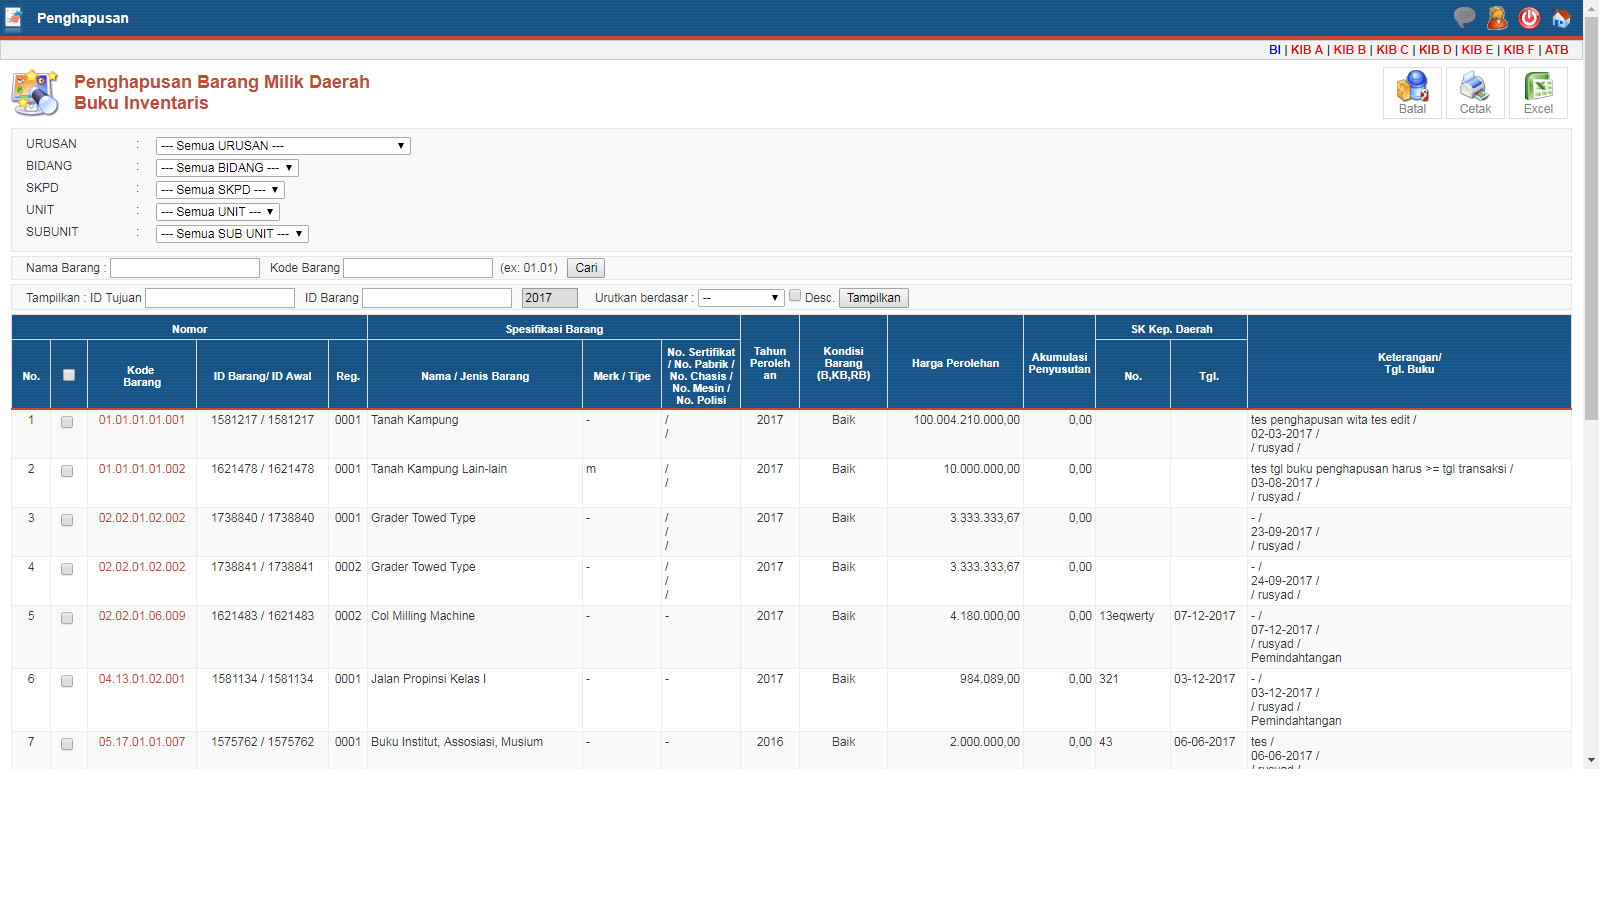 Penghapusan
BI | KIB A | KIB B | KIB C | KIB D | KIB E | KIB F | ATB
Penghapusan Barang Milik Daerah
Buku Inventaris
Batal Cetak Excel
URUSAN : --- Semua URUSAN ---
BIDANG : --- Semua BIDANG ---
SKPD : --- Semua SKPD ---
UNIT : --- Semua UNIT ---
SUBUNIT : --- Semua SUB UNIT ---
Nama Barang : Kode Barang (ex: 01.01) Cari
Tampilkan : ID Tujuan ID Barang 2017 Urutkan berdasar : -- Desc. Tampilkan
Nomor Spesifikasi Barang Tahun Peroleh an Kondisi Barang (B,KB,RB) Harga Perolehan Akumulasi Penyusutan SK Kep. Daerah Keterangan/ Tgl. Buku
No. Kode Barang ID Barang/ ID Awal Reg. Nama / Jenis Barang Merk / Tipe No. Sertifikat / No. Pabrik / No. Chasis / No. Mesin / No. Polisi No. Tgl.
1 01.01.01.01.001 1581217 / 1581217 0001 Tanah Kampung - / 2017 Baik 100.004.210.000,00 0,00 tes penghapusan wita tes edit /
/ 02-03-2017 /
/ rusyad /
2 01.01.01.01.002 1621478 / 1621478 0001 Tanah Kampung Lain-lain m / 2017 Baik 10.000.000,00 0,00 tes tgl buku penghapusan harus >= tgl transaksi /
/ 03-08-2017 /
/ rusyad /
3 02.02.01.02.002 1738840 / 1738840 0001 Grader Towed Type - / 2017 Baik 3.333.333,67 0,00 - /
/ 23-09-2017 /
/ / rusyad /
4 02.02.01.02.002 1738841 / 1738841 0002 Grader Towed Type - / 2017 Baik 3.333.333,67 0,00 - /
/ 24-09-2017 /
/ / rusyad /
5 02.02.01.06.009 1621483 / 1621483 0002 Col Milling Machine - - 2017 Baik 4.180.000,00 0,00 13eqwerty 07-12-2017 - /
07-12-2017 /
/ rusyad /
Pemindahtangan
6 04.13.01.02.001 1581134 / 1581134 0001 Jalan Propinsi Kelas I - - 2017 Baik 984.089,00 0,00 321 03-12-2017 - /
03-12-2017 /
/ rusyad /
Pemindahtangan
7 05.17.01.01.007 1575762 / 1575762 0001 Buku Institut, Assosiasi, Musium - - 2016 Baik 2.000.000,00 0,00 43 06-06-2017 tes /
06-06-2017 /